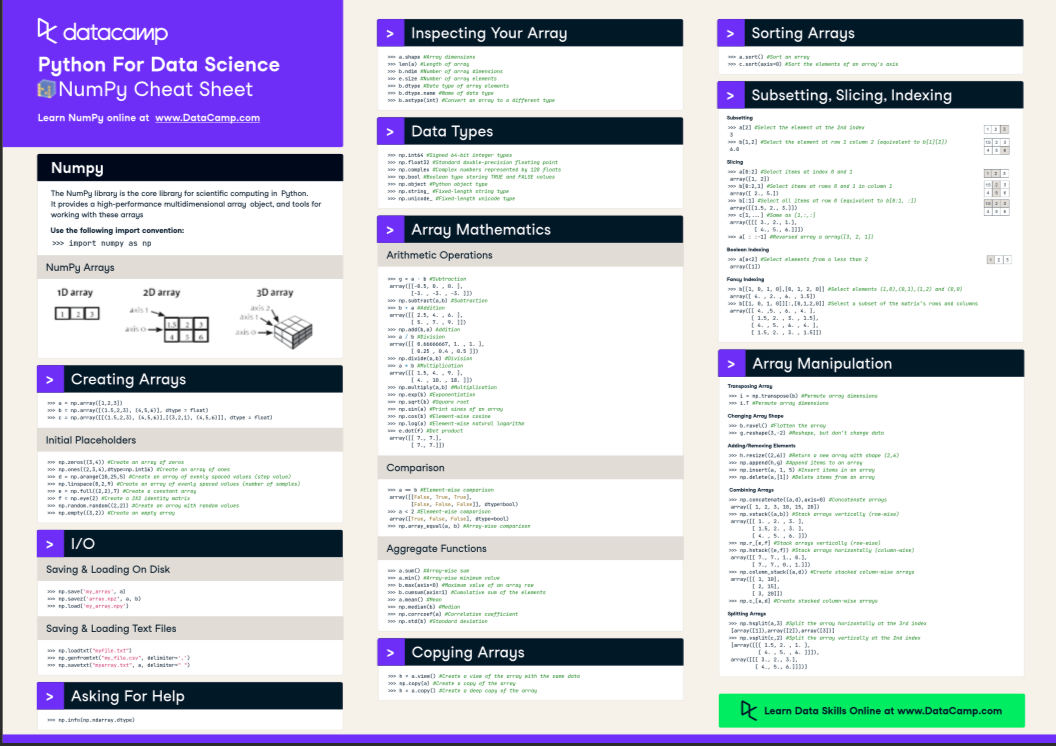 datacamp
Python For Data Science
NumPy Cheat Sheet
Learn NumPy online at www.DataCamp.com
Numpy
The NumPy library is the core library for scientific computing in Python.
It provides a high-performance multidimensional array object, and tools for
working with these arrays
Use the following import convention:
>>> import numpy as np
NumPy Arrays
1D array
2D array
3D array
1 2 3
axis 1
axis 0
1.5 2 3
4 5 6
axis 2
axis 1
axis 0
> Creating Arrays
>>> a = np.array([1,2,3])
>>> b = np.array([(1.5,2,3), (4,5,6)], dtype = float)
>>> c = np.array([[(1.5,2,3), (4,5,6)],[(3,2,1), (4,5,6)]], dtype = float)
Initial Placeholders
>>> np.zeros((3,4)) #Create an array of zeros
>>> np.ones((2,3,4),dtype=np.int16) #Create an array of ones
>>> d = np.arange(10,25,5) #Create an array of evenly spaced values (step value)
>>> np.linspace(0,2,9) #Create an array of evenly spaced values (number of samples)
>>> e = np.full((2,2),7) #Create a constant array
>>> f = np.eye(2) #Create a 2X2 identity matrix
>>> np.random.random((2,2)) #Create an array with random values
>>> np.empty((3,2)) #Create an empty array
> I/O
Saving & Loading On Disk
>>> np.save('my_array', a)
>>> np.savez('array.npz', a, b)
>>> np.load('my_array.npy')
Saving & Loading Text Files
>>> np.loadtxt("myfile.txt")
>>> np.genfromtxt("my_file.csv", delimiter=',')
>>> np.savetxt("myarray.txt", a, delimiter=" ")
> Asking For Help
>>> np.info(np.ndarray.dtype)
> Inspecting Your Array
>>> a.shape #Array dimensions
>>> len(a) #Length of array
>>> b.ndim #Number of array dimensions
>>> e.size #Number of array elements
>>> b.dtype #Data type of array elements
>>> b.dtype.name #Name of data type
>>> b.astype(int) #Convert an array to a different type
> Data Types
>>> np.int64 #Signed 64-bit integer types
>>> np.float32 #Standard double-precision floating point
>>> np.complex #Complex numbers represented by 128 floats
>>> np.bool #Boolean type storing TRUE and FALSE values
>>> np.object #Python object type
>>> np.string_ #Fixed-length string type
>>> np.unicode_ #Fixed-length unicode type
> Array Mathematics
Arithmetic Operations
>>> g = a - b #Subtraction
array([[-0.5, 0. , 0. ],
[-3. , -3. , -3. ]])
>>> np.subtract(a,b) #Subtraction
>>> b + a #Addition
array([[ 2.5, 4. , 6. ],
[ 5. , 7. , 9. ]])
>>> np.add(b,a) Addition
>>> a / b #Division
array([[ 0.66666667, 1. , 1. ],
[ 0.25 , 0.4 , 0.5 ]])
>>> np.divide(a,b) #Division
>>> a * b #Multiplication
array([[ 1.5, 4. , 9. ],
[ 4. , 10. , 18. ]])
>>> np.multiply(a,b) #Multiplication
>>> np.exp(b) #Exponentiation
>>> np.sqrt(b) #Square root
>>> np.sin(a) #Print sines of an array
>>> np.cos(b) #Element-wise cosine
>>> np.log(a) #Element-wise natural logarithm
>>> e.dot(f) #Dot product
array([[ 7., 7.],
[ 7., 7.]])
Comparison
>>> a == b #Element-wise comparison
array([[False, True, True],
[False, False, False]], dtype=bool)
>>> a < 2 #Element-wise comparison
array([True, False, False], dtype=bool)
>>> np.array_equal(a, b) #Array-wise comparison
Aggregate Functions
>>> a.sum() #Array-wise sum
>>> a.min() #Array-wise minimum value
>>> b.max(axis=0) #Maximum value of an array row
>>> b.cumsum(axis=1) #Cumulative sum of the elements
>>> a.mean() #Mean
>>> np.median(b) #Median
>>> np.corrcoef(a) #Correlation coefficient
>>> np.std(b) #Standard deviation
> Copying Arrays
>>> h = a.view() #Create a view of the array with the same data
>>> np.copy(a) #Create a copy of the array
>>> h = a.copy() #Create a deep copy of the array
> Sorting Arrays
>>> a.sort() #Sort an array
>>> c.sort(axis=0) #Sort the elements of an array's axis
> Subsetting, Slicing, Indexing
Subsetting
>>> a[2] #Select the element at the 2nd index
3
1 2 3
>>> b[1,2] #Select the element at row 1 column 2 (equivalent to b[1][2])
6.0
1.5 2 3
4 5 6
Slicing
>>> a[0:2] #Select items at index 0 and 1
array([1, 2])
1 2 3
>>> b[0:2,1] #Select items at rows 0 and 1 in column 1
array([ 2., 5.])
1.5 2 3
4 5 6
>>> b[:1] #Select all items at row 0 (equivalent to b[0:1, :])
array([[1.5, 2., 3.]])
1.5 2 3
4 5 6
>>> c[1,...] #Same as [1,:,:]
array([[[ 3., 2., 1.],
[ 4., 5., 6.]]])
>>> a[ : :-1] #Reversed array a array([3, 2, 1])
Boolean Indexing
>>> a[a<2] #Select elements from a less than 2
array([1])
1 2 3
Fancy Indexing
>>> b[[1, 0, 1, 0],[0, 1, 2, 0]] #Select elements (1,0),(0,1),(1,2) and (0,0)
array([ 4. , 2. , 6. , 1.5])
>>> b[[1, 0, 1, 0]][:,[0,1,2,0]] #Select a subset of the matrix's rows and columns
array([[ 4. ,5. , 6. , 4. ],
[ 1.5, 2. , 3. , 1.5],
[ 4. , 5. , 6. , 4. ],
[ 1.5, 2. , 3. , 1.5]])
> Array Manipulation
Transposing Array
>>> i = np.transpose(b) #Permute array dimensions
>>> i.T #Permute array dimensions
Changing Array Shape
>>> b.ravel() #Flatten the array
>>> g.reshape(3,-2) #Reshape, but don't change data
Adding/Removing Elements
>>> h.resize((2,6)) #Return a new array with shape (2,6)
>>> np.append(h,g) #Append items to an array
>>> np.insert(a, 1, 5) #Insert items in an array
>>> np.delete(a,[1]) #Delete items from an array
Combining Arrays
>>> np.concatenate((a,d),axis=0) #Concatenate arrays
array([ 1, 2, 3, 10, 15, 20])
>>> np.vstack((a,b)) #Stack arrays vertically (row-wise)
array([[ 1. , 2. , 3. ],
[ 1.5, 2. , 3. ],
[ 4. , 5. , 6. ]])
>>> np.r_[e,f] #Stack arrays vertically (row-wise)
>>> np.hstack((e,f)) #Stack arrays horizontally (column-wise)
array([[ 7., 7., 1., 0.],
[ 7., 7., 0., 1.]])
>>> np.column_stack((a,d)) #Create stacked column-wise arrays
array([[ 1, 10],
[ 2, 15],
[ 3, 20]])
>>> np.c_[a,d] #Create stacked column-wise arrays
Splitting Arrays
>>> np.hsplit(a,3) #Split the array horizontally at the 3rd index
[array([1]),array([2]),array([3])]
>>> np.vsplit(c,2) #Split the array vertically at the 2nd index
[array([[[ 1.5, 2. , 1. ],
[ 4. , 5. , 6. ]]]),
array([[[ 3., 2., 3.],
[ 4., 5., 6.]]])]
Learn Data Skills Online at www.DataCamp.com